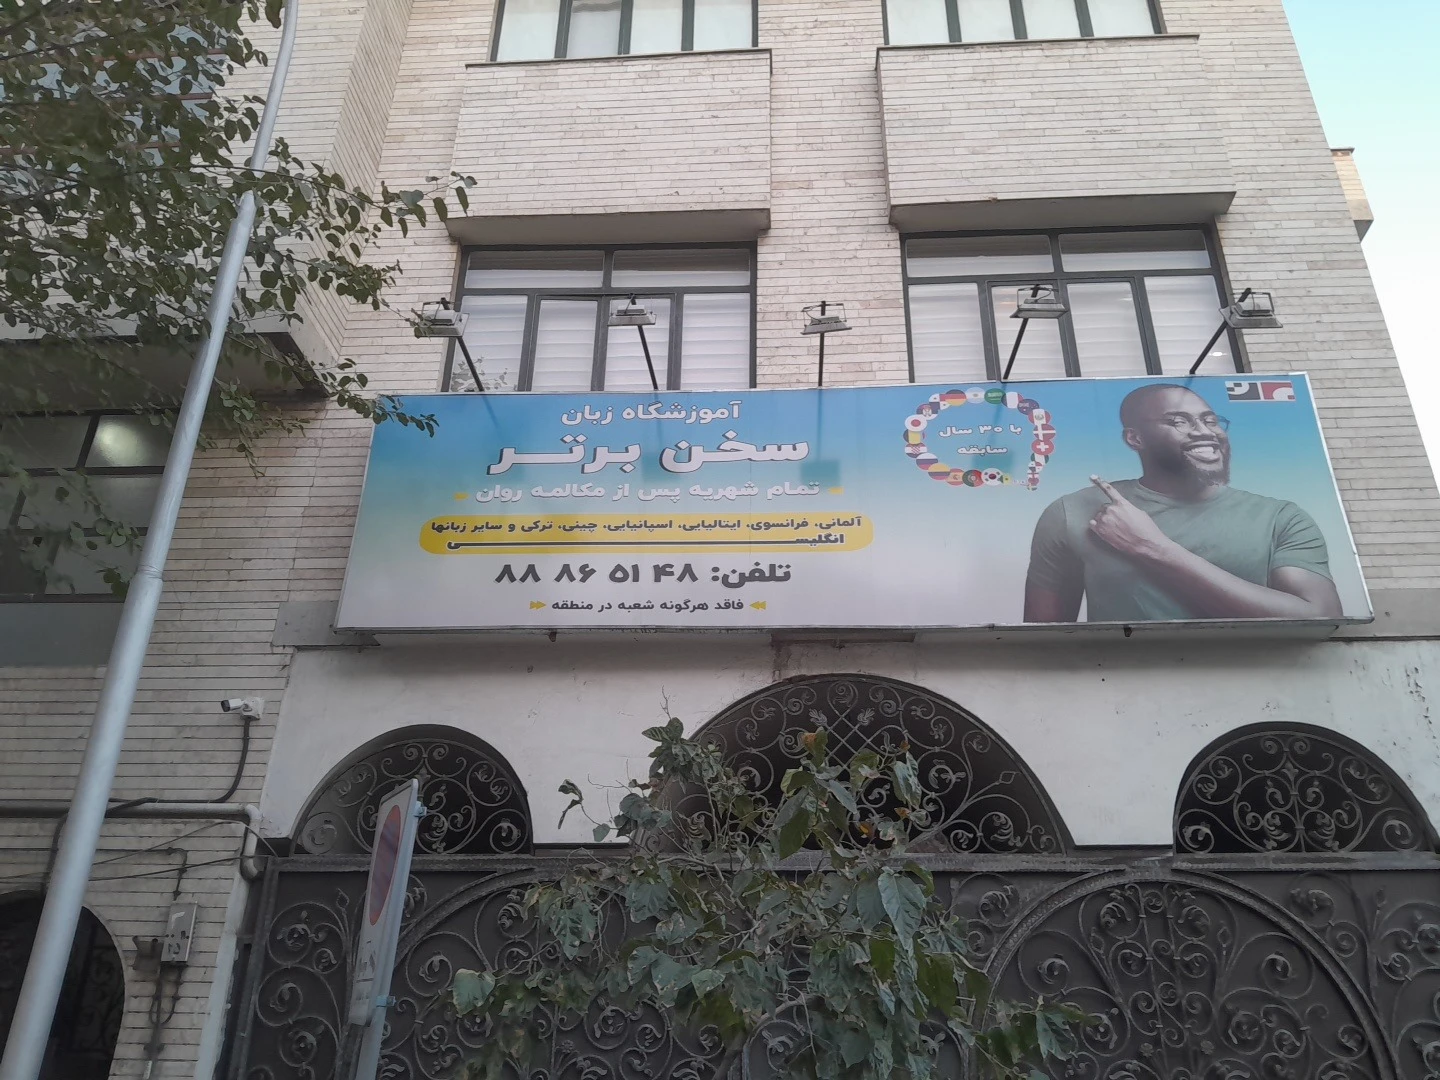 آموزشگاه زبان
سخن برتر
تمام شهریه پس از مکالمه روان
آلمانی، فرانسوی، ایتالیایی، اسپانیایی، چینی، ترکی و سایر زبانها
انگلیسی
تلفن: ۴۸ ۵۱ ۸۶ ۸۸
فاقد هرگونه شعبه در منطقه
با ۳۰ سال
سابقه